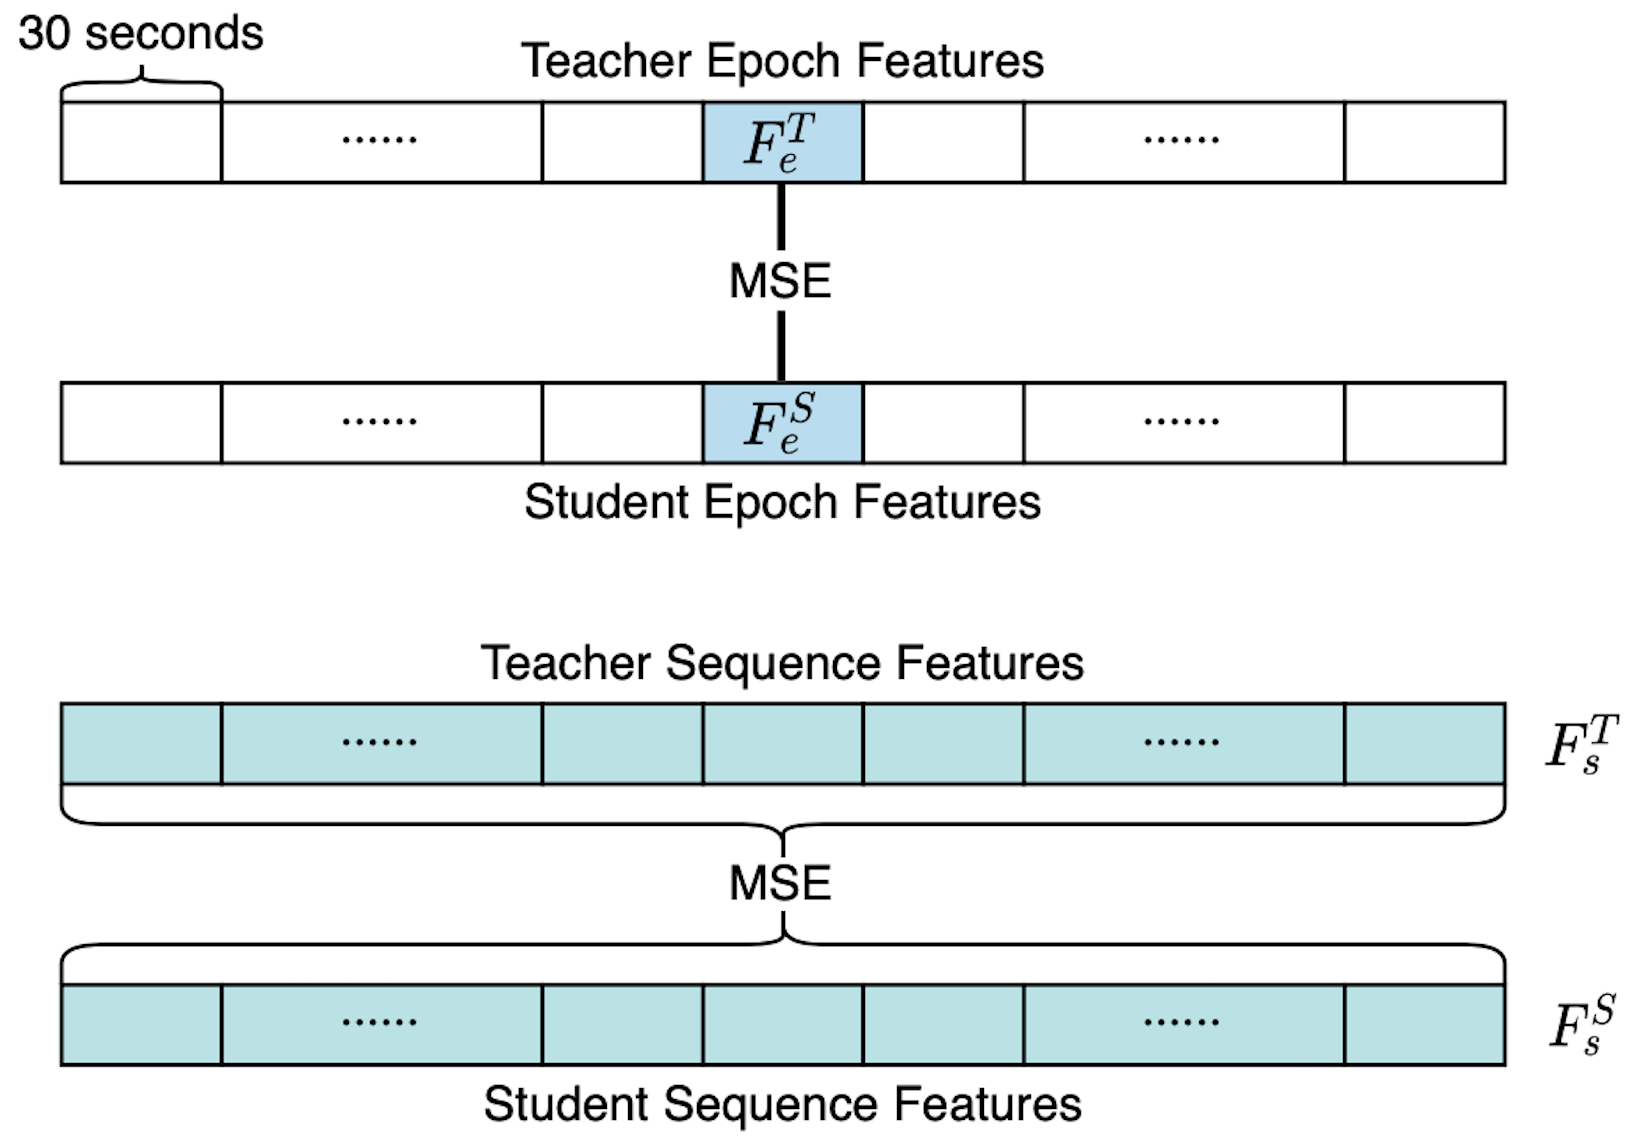 30 seconds
Teacher Epoch Features
...... $F_e^T$ ......
MSE
...... $F_e^S$ ......
Student Epoch Features
Teacher Sequence Features
...... ...... $F_s^T$
MSE
...... ...... $F_s^S$
Student Sequence Features